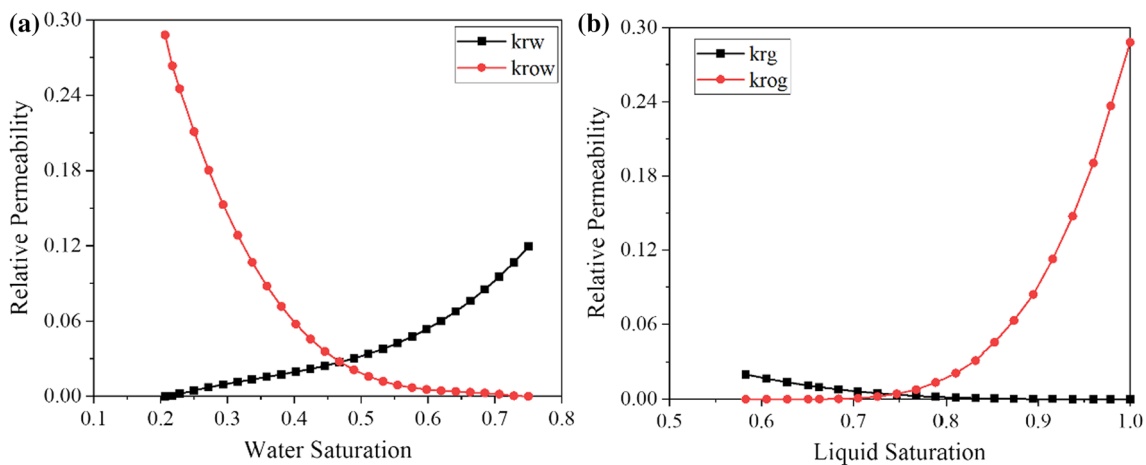 (a)
0.30
0.24
0.18
0.12
0.06
0.00
Relative Permeability
krw
krow
0.1 0.2 0.3 0.4 0.5 0.6 0.7 0.8
Water Saturation
(b)
0.30
0.24
0.18
0.12
0.06
0.00
Relative Permeability
krg
krog
0.5 0.6 0.7 0.8 0.9 1.0
Liquid Saturation